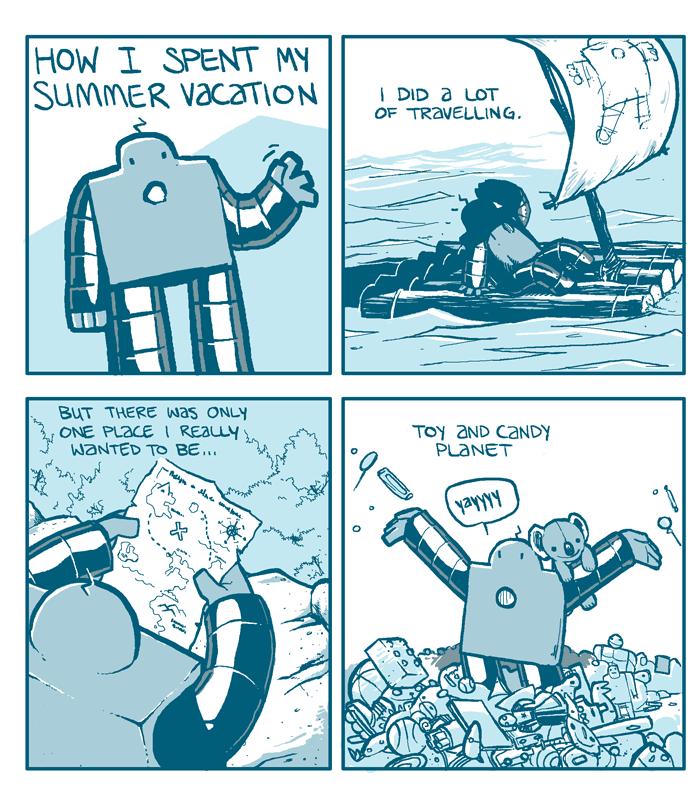 HOW I SPENT MY
SUMMER VACATION
I DID A LOT
OF TRAVELLING.
BUT THERE WAS ONLY
ONE PLACE I REALLY
WANTED TO BE...
TOY AND CANDY
PLANET
yayyyy